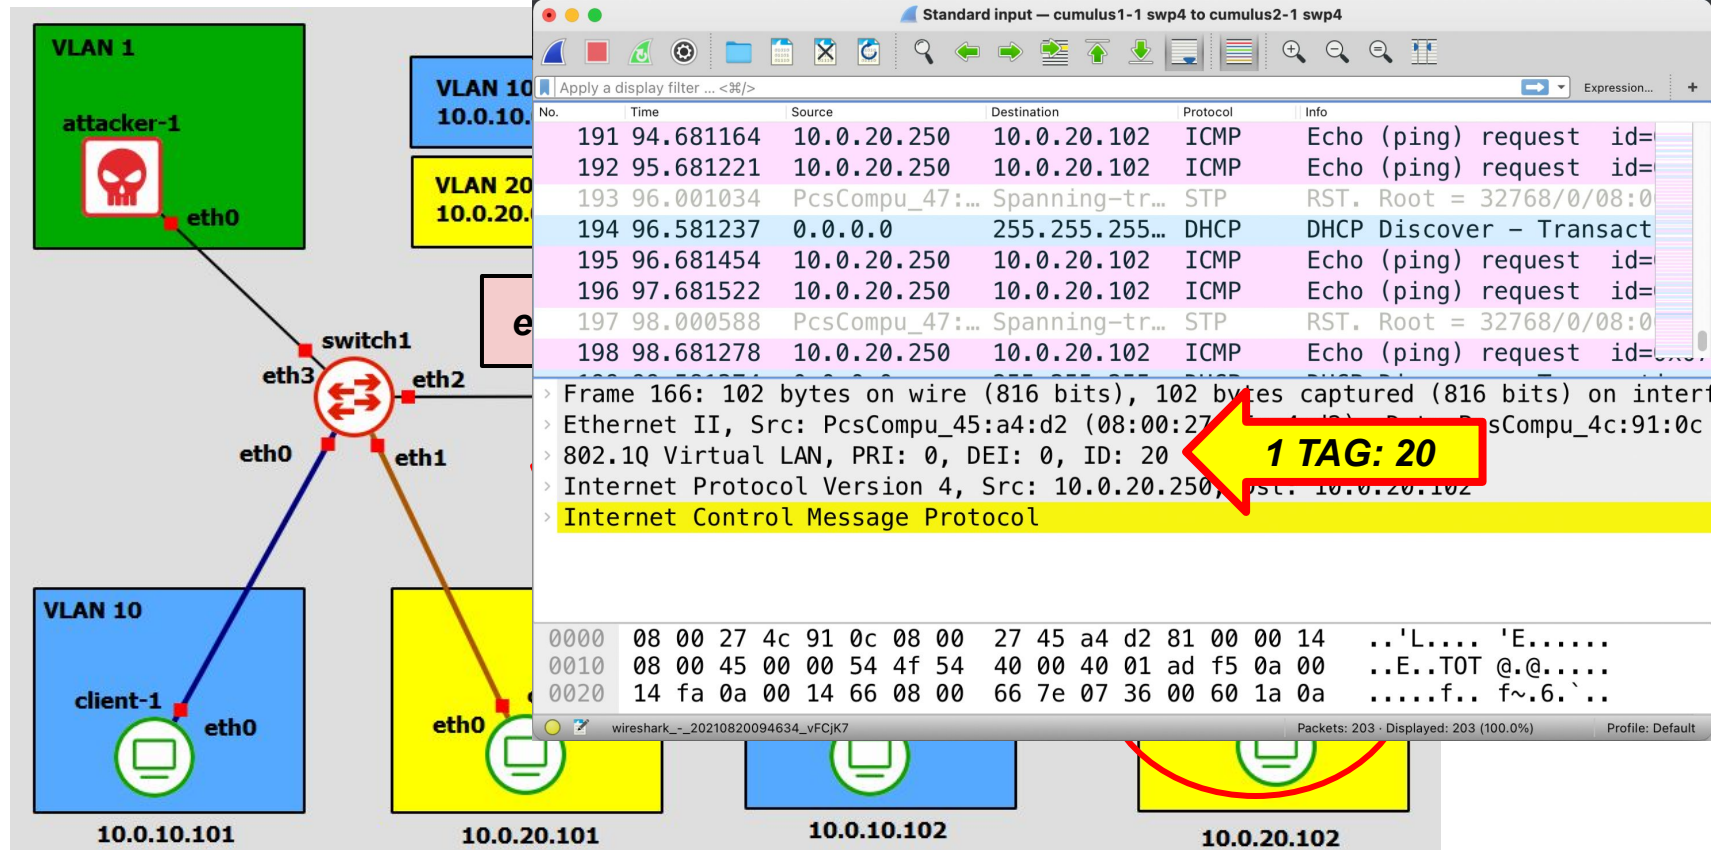 VLAN 1
attacker-1
eth0
VLAN 10
10.0.10.
VLAN 20
10.0.20.
e
switch1
eth3
eth2
eth0
eth1
VLAN 10
client-1
eth0
10.0.10.101
eth0
10.0.20.101
10.0.10.102
10.0.20.102
Standard input — cumulus1-1 swp4 to cumulus2-1 swp4
Apply a display filter ... <⌘/>
Expression...
+
No. Time Source Destination Protocol Info
191 94.681164 10.0.20.250 10.0.20.102 ICMP Echo (ping) request id=
192 95.681221 10.0.20.250 10.0.20.102 ICMP Echo (ping) request id=
193 96.001034 PcsCompu_47:… Spanning-tr… STP RST. Root = 32768/0/08:0
194 96.581237 0.0.0.0 255.255.255… DHCP DHCP Discover – Transact
195 96.681454 10.0.20.250 10.0.20.102 ICMP Echo (ping) request id=
196 97.681522 10.0.20.250 10.0.20.102 ICMP Echo (ping) request id=
197 98.000588 PcsCompu_47:… Spanning-tr… STP RST. Root = 32768/0/08:0
198 98.681278 10.0.20.250 10.0.20.102 ICMP Echo (ping) request
Frame 166: 102 bytes on wire (816 bits), 102 bytes captured (816 bits) on interf
Ethernet II, Src: PcsCompu_45:a4:d2 (08:00:27 sCompu_4c:91:0c
802.1Q Virtual LAN, PRI: 0, DEI: 0, ID: 20
1 TAG: 20
Internet Protocol Version 4, Src: 10.0.20.250, Dst: 10.0.20.102
Internet Control Message Protocol
0000 08 00 27 4c 91 0c 08 00 27 45 a4 d2 81 00 00 14 ..'L.... 'E......
0010 08 00 45 00 00 54 4f 54 40 00 40 01 ad f5 0a 00 ..E..TOT @.@.....
0020 14 fa 0a 00 14 66 08 00 66 7e 07 36 00 60 1a 0a .....f.. f~.6.`..
wireshark_-_20210820094634_vFCjK7
Packets: 203 · Displayed: 203 (100.0%)
Profile: Default